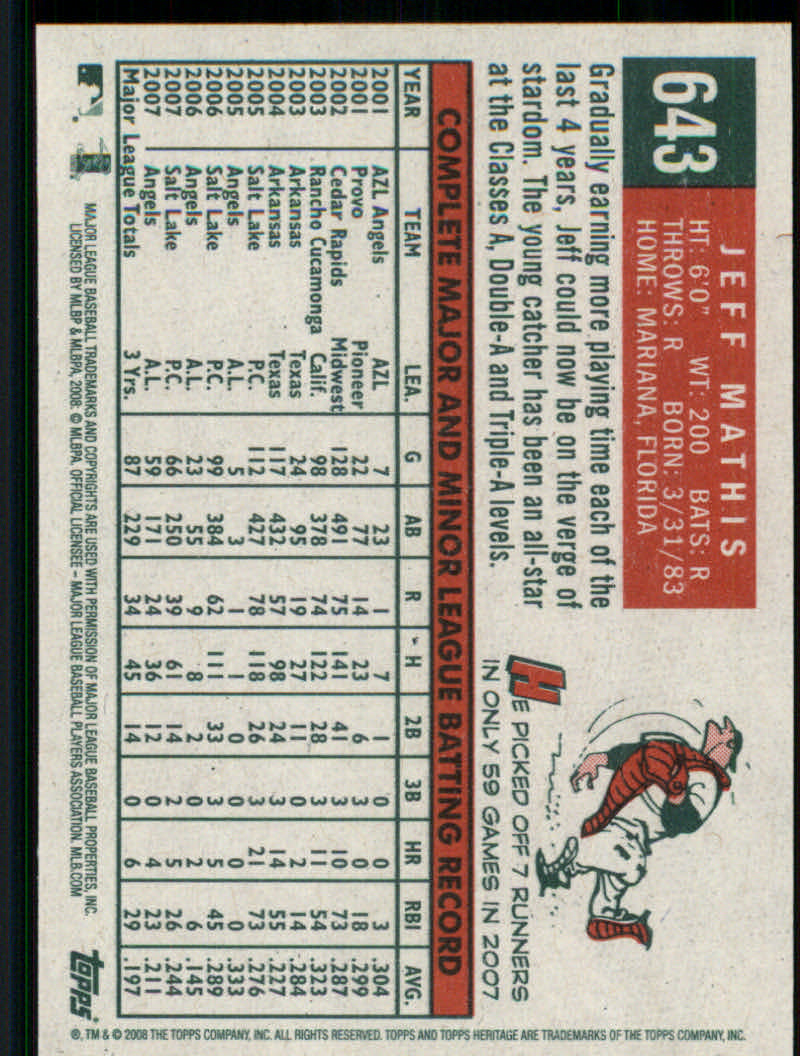 643
JEFF MATHIS
HT: 6'0" WT: 200 BATS: R
THROWS: R BORN: 3/31/83
HOME: MARIANA, FLORIDA
Gradually earning more playing time each of the
last 4 years, Jeff could now be on the verge of
stardom. The young catcher has been an all-star
at the Classes A, Double-A and Triple-A levels.
HE PICKED OFF 7 RUNNERS
IN ONLY 59 GAMES IN 2007
COMPLETE MAJOR AND MINOR LEAGUE BATTING RECORD
YEAR TEAM LEA. G AB R H 2B 3B HR RBI AVG.
2001 AZL Angels AZL 7 23 1 7 1 0 0 3 .304
2001 Provo Pioneer 22 77 14 23 6 3 0 18 .299
2002 Cedar Rapids Midwest 128 491 75 141 41 3 10 73 .287
2003 Rancho Cucamonga Calif. 98 378 74 122 28 3 11 54 .323
2003 Arkansas Texas 24 95 19 27 11 0 2 14 .284
2004 Arkansas Texas 117 432 57 98 24 3 14 55 .227
2005 Salt Lake P.C. 112 427 78 118 26 3 21 73 .276
2005 Angels A.L. 5 3 1 1 0 0 0 0 .333
2006 Salt Lake P.C. 99 384 62 111 33 3 5 45 .289
2006 Angels A.L. 23 55 9 8 2 0 2 6 .145
2007 Salt Lake P.C. 66 250 39 61 14 2 5 26 .244
2007 Angels A.L. 59 171 24 36 12 0 4 23 .211
Major League Totals 3 Yrs. 87 229 34 45 14 0 6 29 .197
MAJOR LEAGUE BASEBALL TRADEMARKS AND COPYRIGHTS ARE USED WITH PERMISSION OF MAJOR LEAGUE BASEBALL PROPERTIES, INC.
LICENSED BY MLBP & MLBPA, 2008. © MLBPA. OFFICIAL LICENSEE – MAJOR LEAGUE BASEBALL PLAYERS ASSOCIATION. MLB.COM
topps
®, TM & © 2008 THE TOPPS COMPANY, INC. ALL RIGHTS RESERVED. TOPPS AND TOPPS HERITAGE ARE TRADEMARKS OF THE TOPPS COMPANY, INC.